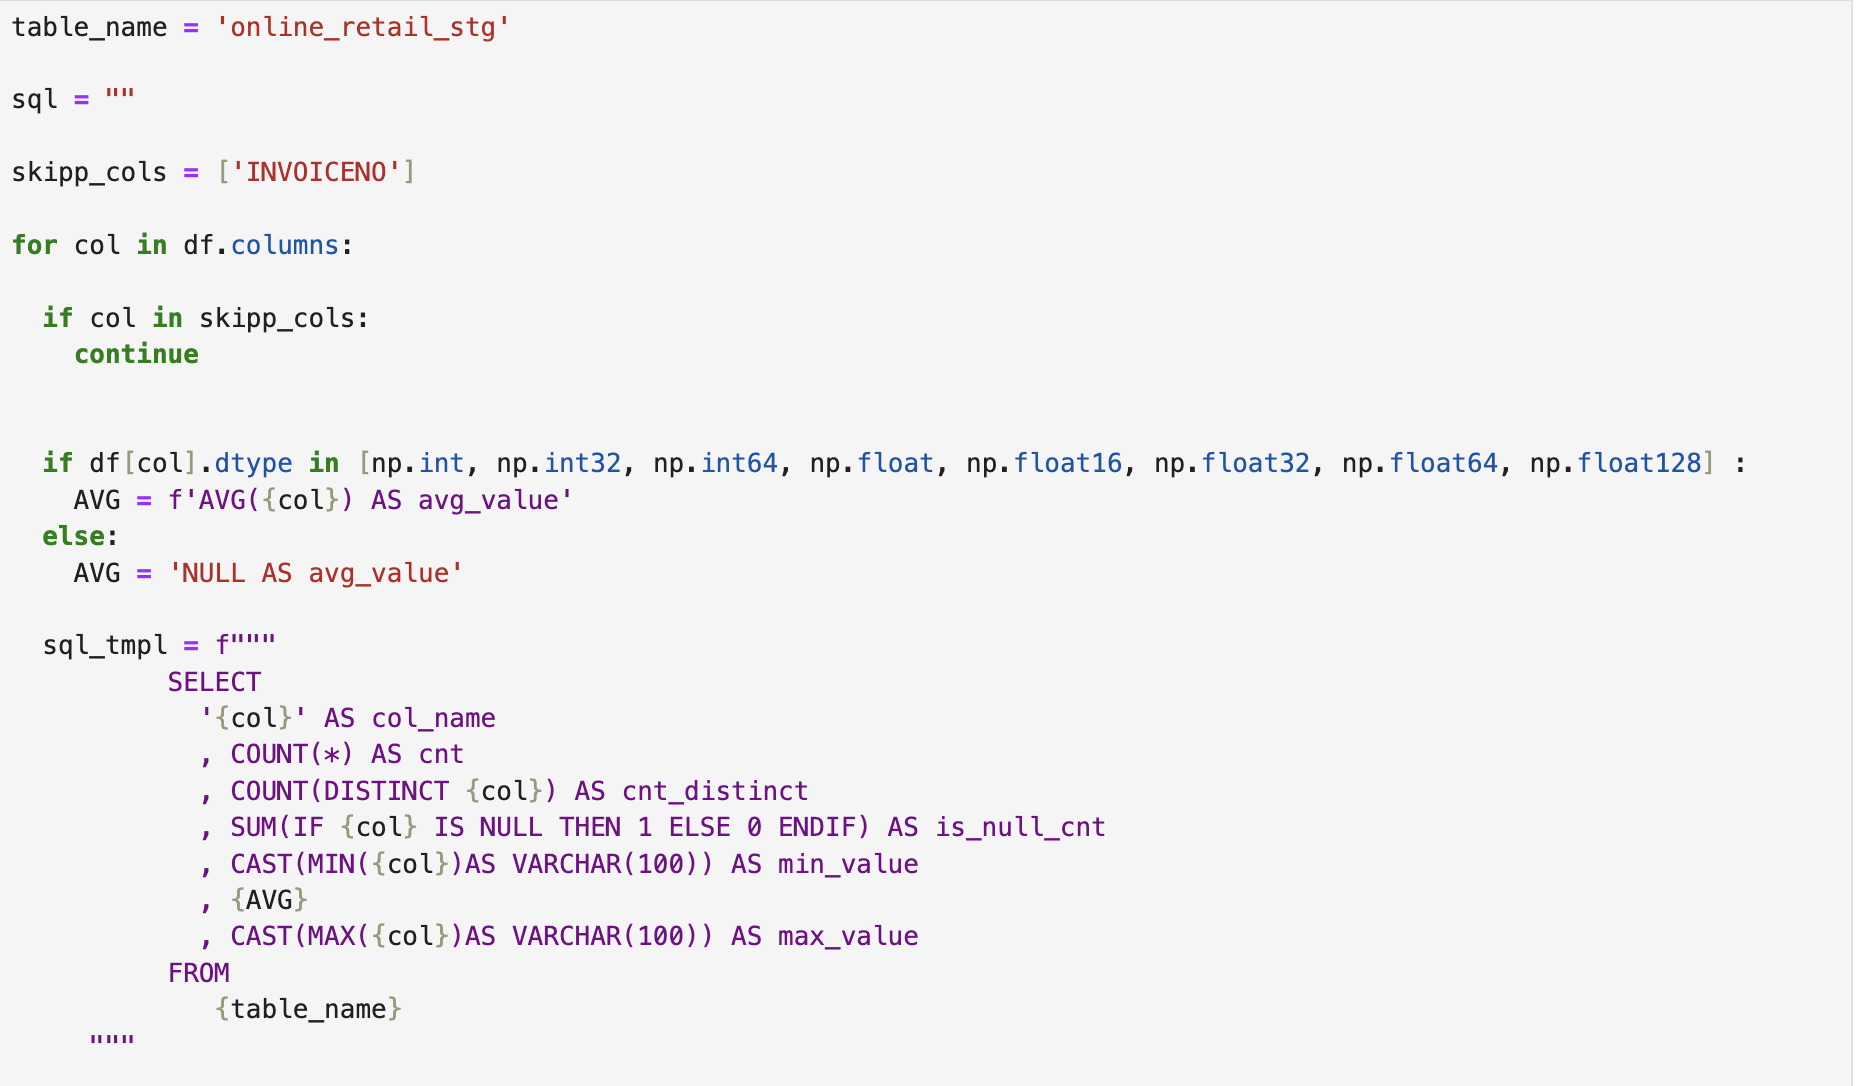 table_name = 'online_retail_stg'
sql = ""
skipp_cols = ['INVOICENO']
for col in df.columns:
  if col in skipp_cols:
    continue
  if df[col].dtype in [np.int, np.int32, np.int64, np.float, np.float16, np.float32, np.float64, np.float128] :
    AVG = f'AVG({col}) AS avg_value'
  else:
    AVG = 'NULL AS avg_value'
  sql_tmpl = f"""
          SELECT
            '{col}' AS col_name
            , COUNT(*) AS cnt
            , COUNT(DISTINCT {col}) AS cnt_distinct
            , SUM(IF {col} IS NULL THEN 1 ELSE 0 ENDIF) AS is_null_cnt
            , CAST(MIN({col})AS VARCHAR(100)) AS min_value
            , {AVG}
            , CAST(MAX({col})AS VARCHAR(100)) AS max_value
          FROM
             {table_name}
     """